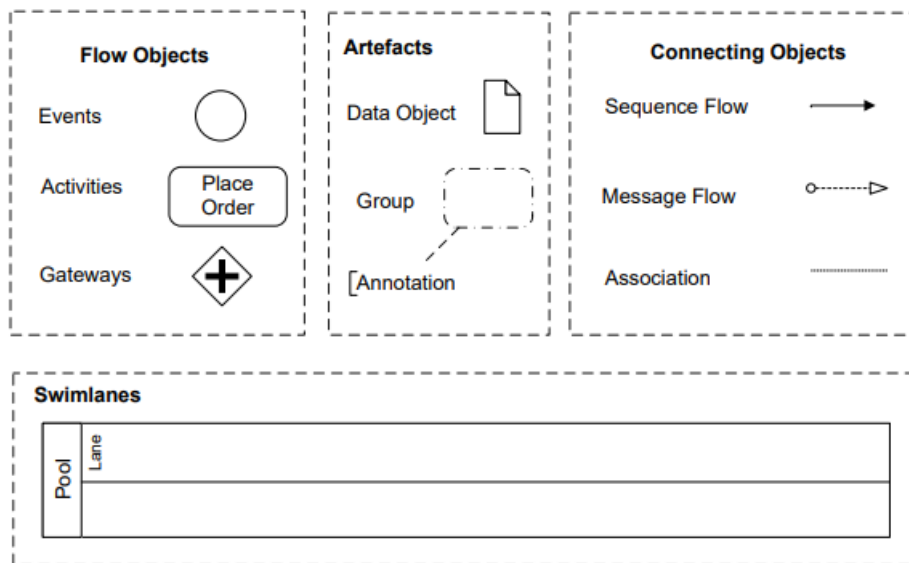 Flow Objects
Events
Activities
Place
Order
Gateways
Artefacts
Data Object
Group
[Annotation
Connecting Objects
Sequence Flow
Message Flow
Association
Swimlanes
Pool
Lane